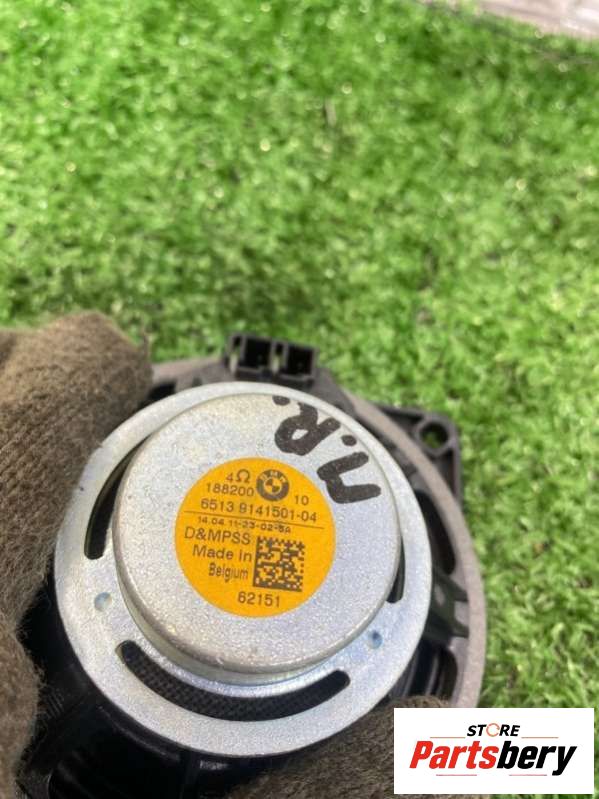 П.R.
4Ω
BMW
188200 10
6513 9141501-04
14.04.11-23-02-5A
D&MPSS
Made In
Belgium
62151
STORE
Partsbery